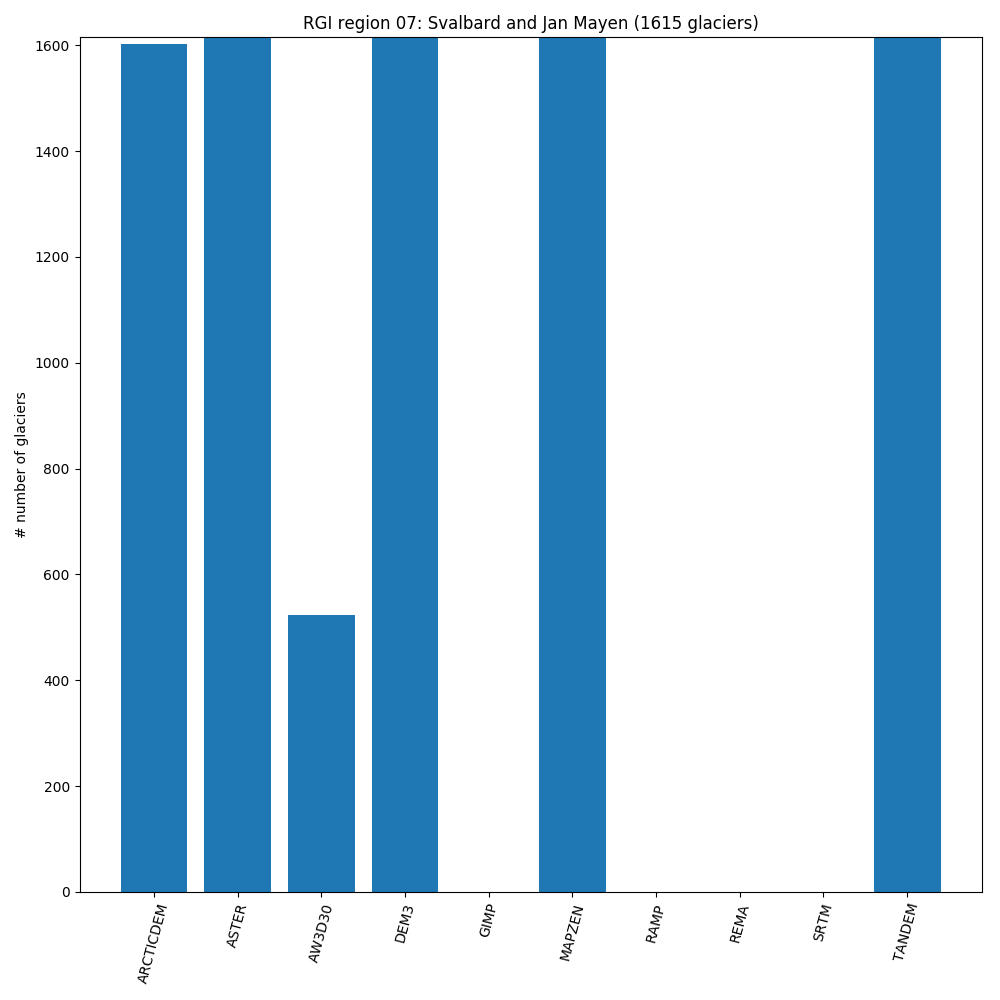 RGI region 07: Svalbard and Jan Mayen (1615 glaciers)
1600
1400
1200
1000
800
600
400
200
0
# number of glaciers
ARCTICDEM
ASTER
AW3D30
DEM3
GIMP
MAPZEN
RAMP
REMA
SRTM
TANDEM